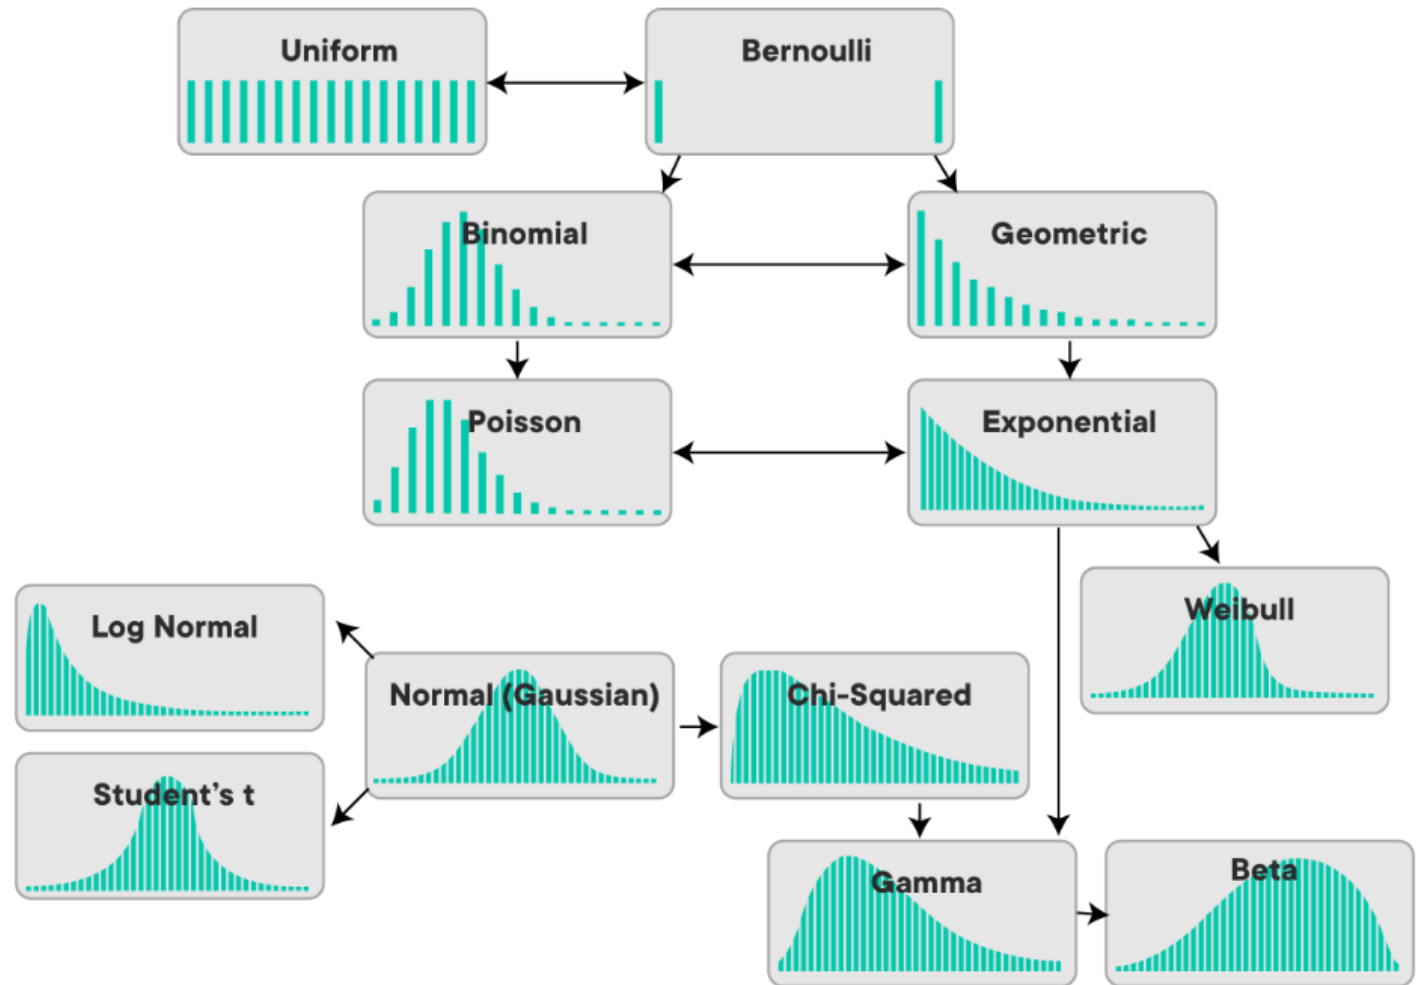 Uniform
Bernoulli
Binomial
Geometric
Poisson
Exponential
Weibull
Log Normal
Normal (Gaussian)
Chi-Squared
Student’s t
Gamma
Beta